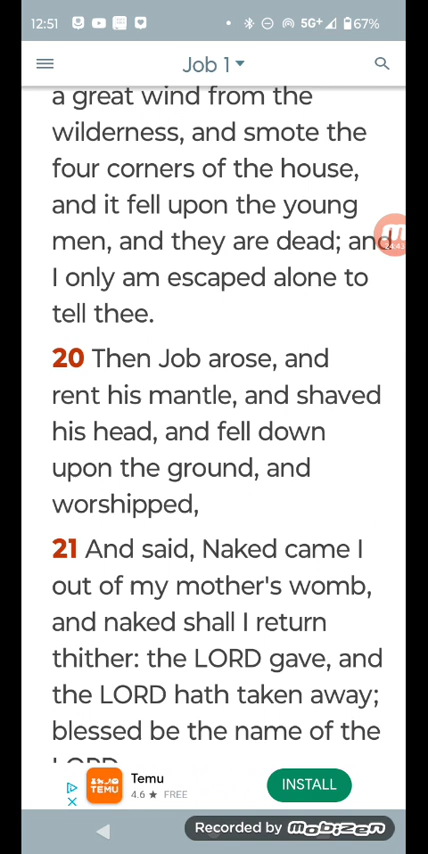 12:51
5G+ 67%
Job 1
a great wind from the
wilderness, and smote the
four corners of the house,
and it fell upon the young
men, and they are dead; and
I only am escaped alone to
tell thee.
20 Then Job arose, and
rent his mantle, and shaved
his head, and fell down
upon the ground, and
worshipped,
21 And said, Naked came I
out of my mother's womb,
and naked shall I return
thither: the LORD gave, and
the LORD hath taken away;
blessed be the name of the
TEMU
Temu
4.6 ★ FREE
INSTALL
Recorded by mobizen